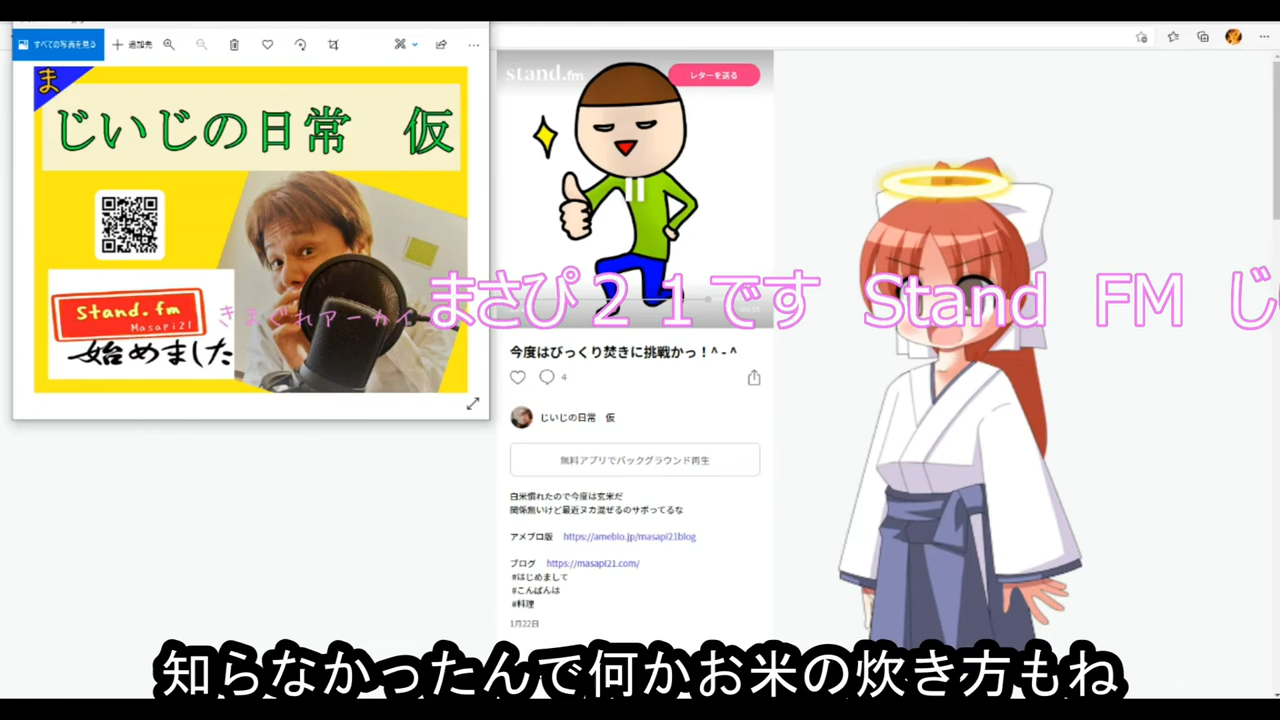 すべての写真を見る
追加先
ま
じいじの日常 仮
stand.fm
Masapi21
始めました
きまぐれアーカイ
まさぴ21です Stand FM じ
stand.fm
レターを送る
今度はびっくり焚きに挑戦かっ！^ - ^
4
じいじの日常 仮
無料アプリでバックグラウンド再生
白米慣れたので今度は玄米だ
関係無いけど最近ヌカ混ぜるのサボってるな
アメブロ版 https://ameblo.jp/masapi21blog
ブログ https://masapi21.com/
#はじめまして
#こんばんは
#料理
1月22日
知らなかったんで何かお米の炊き方もね